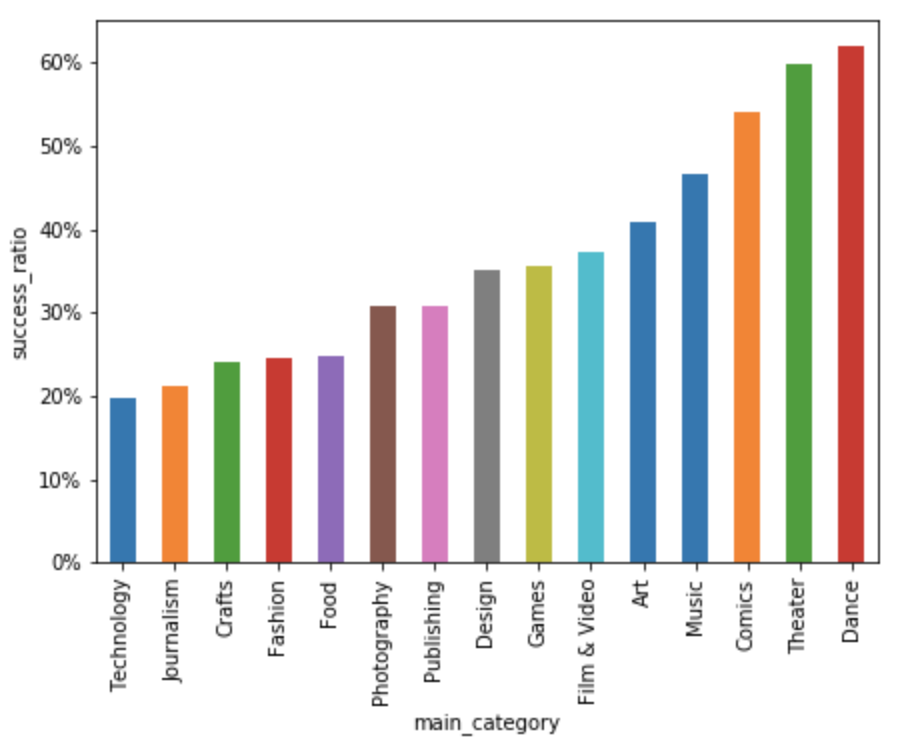 60%
50%
40%
30%
20%
10%
0%
success_ratio
Technology
Journalism
Crafts
Fashion
Food
Photography
Publishing
Design
Games
Film & Video
Art
Music
Comics
Theater
Dance
main_category